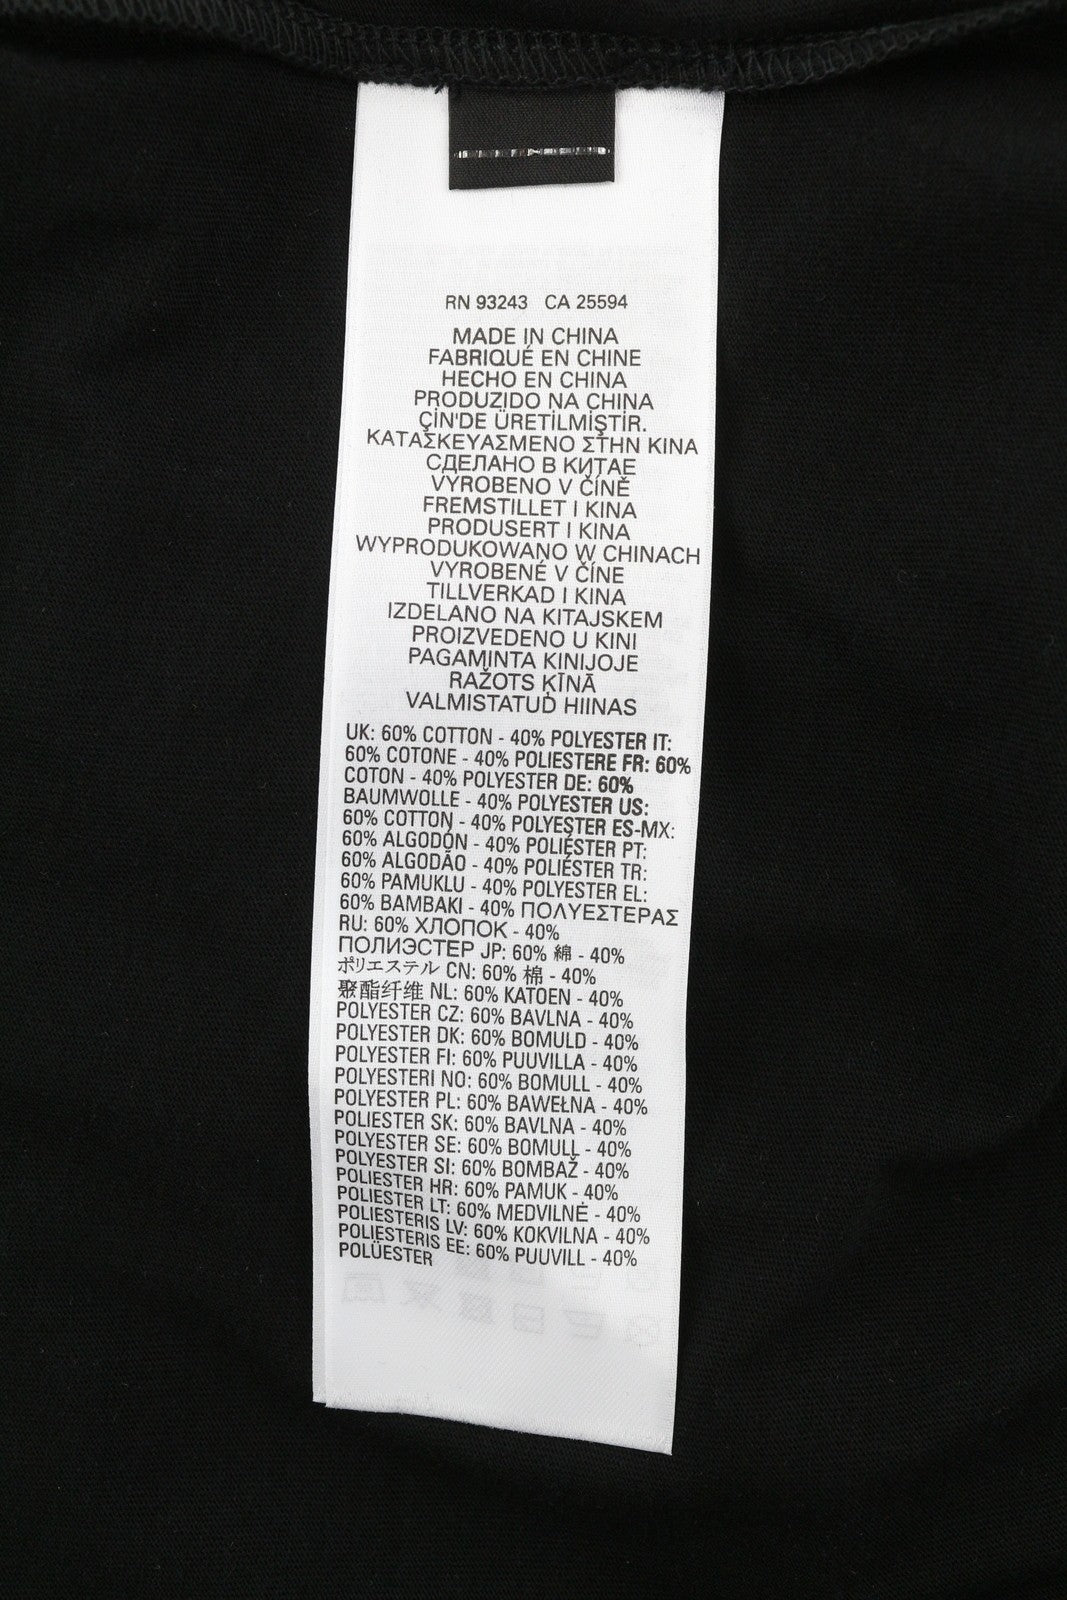 RN 93243 CA 25594
MADE IN CHINA
FABRIQUÉ EN CHINE
HECHO EN CHINA
PRODUZIDO NA CHINA
ÇİN'DE ÜRETİLMİŞTİR.
ΚΑΤΑΣΚΕΥΑΣΜΕΝΟ ΣΤΗΝ ΚΙΝΑ
СДЕЛАНО В КИТАЕ
VYROBENO V ČÍNĚ
FREMSTILLET I KINA
PRODUSERT I KINA
WYPRODUKOWANO W CHINACH
VYROBENÉ V ČÍNE
TILLVERKAD I KINA
IZDELANO NA KITAJSKEM
PROIZVEDENO U KINI
PAGAMINTA KINIJOJE
RAŽOTS ĶĪNĀ
VALMISTATUD HIINAS
UK: 60% COTTON - 40% POLYESTER IT:
60% COTONE - 40% POLIESTERE FR: 60%
COTON - 40% POLYESTER DE: 60%
BAUMWOLLE - 40% POLYESTER US:
60% COTTON - 40% POLYESTER ES-MX:
60% ALGODÓN - 40% POLIÉSTER PT:
60% ALGODÃO - 40% POLIÉSTER TR:
60% PAMUKLU - 40% POLYESTER EL:
60% ΒΑΜΒΑΚΙ - 40% ΠΟΛΥΕΣΤΕΡΑΣ
RU: 60% ХЛОПОК - 40%
ПОЛИЭСТЕР JP: 60% 綿 - 40%
ポリエステル CN: 60% 棉 - 40%
聚酯纤维 NL: 60% KATOEN - 40%
POLYESTER CZ: 60% BAVLNA - 40%
POLYESTER DK: 60% BOMULD - 40%
POLYESTER FI: 60% PUUVILLA - 40%
POLYESTERI NO: 60% BOMULL - 40%
POLYESTER PL: 60% BAWEŁNA - 40%
POLIESTER SK: 60% BAVLNA - 40%
POLYESTER SE: 60% BOMULL - 40%
POLYESTER SI: 60% BOMBAŽ - 40%
POLIESTER HR: 60% PAMUK - 40%
POLIESTER LT: 60% MEDVILNĖ - 40%
POLIESTERIS LV: 60% KOKVILNA - 40%
POLIESTERIS EE: 60% PUUVILL - 40%
POLÜESTER